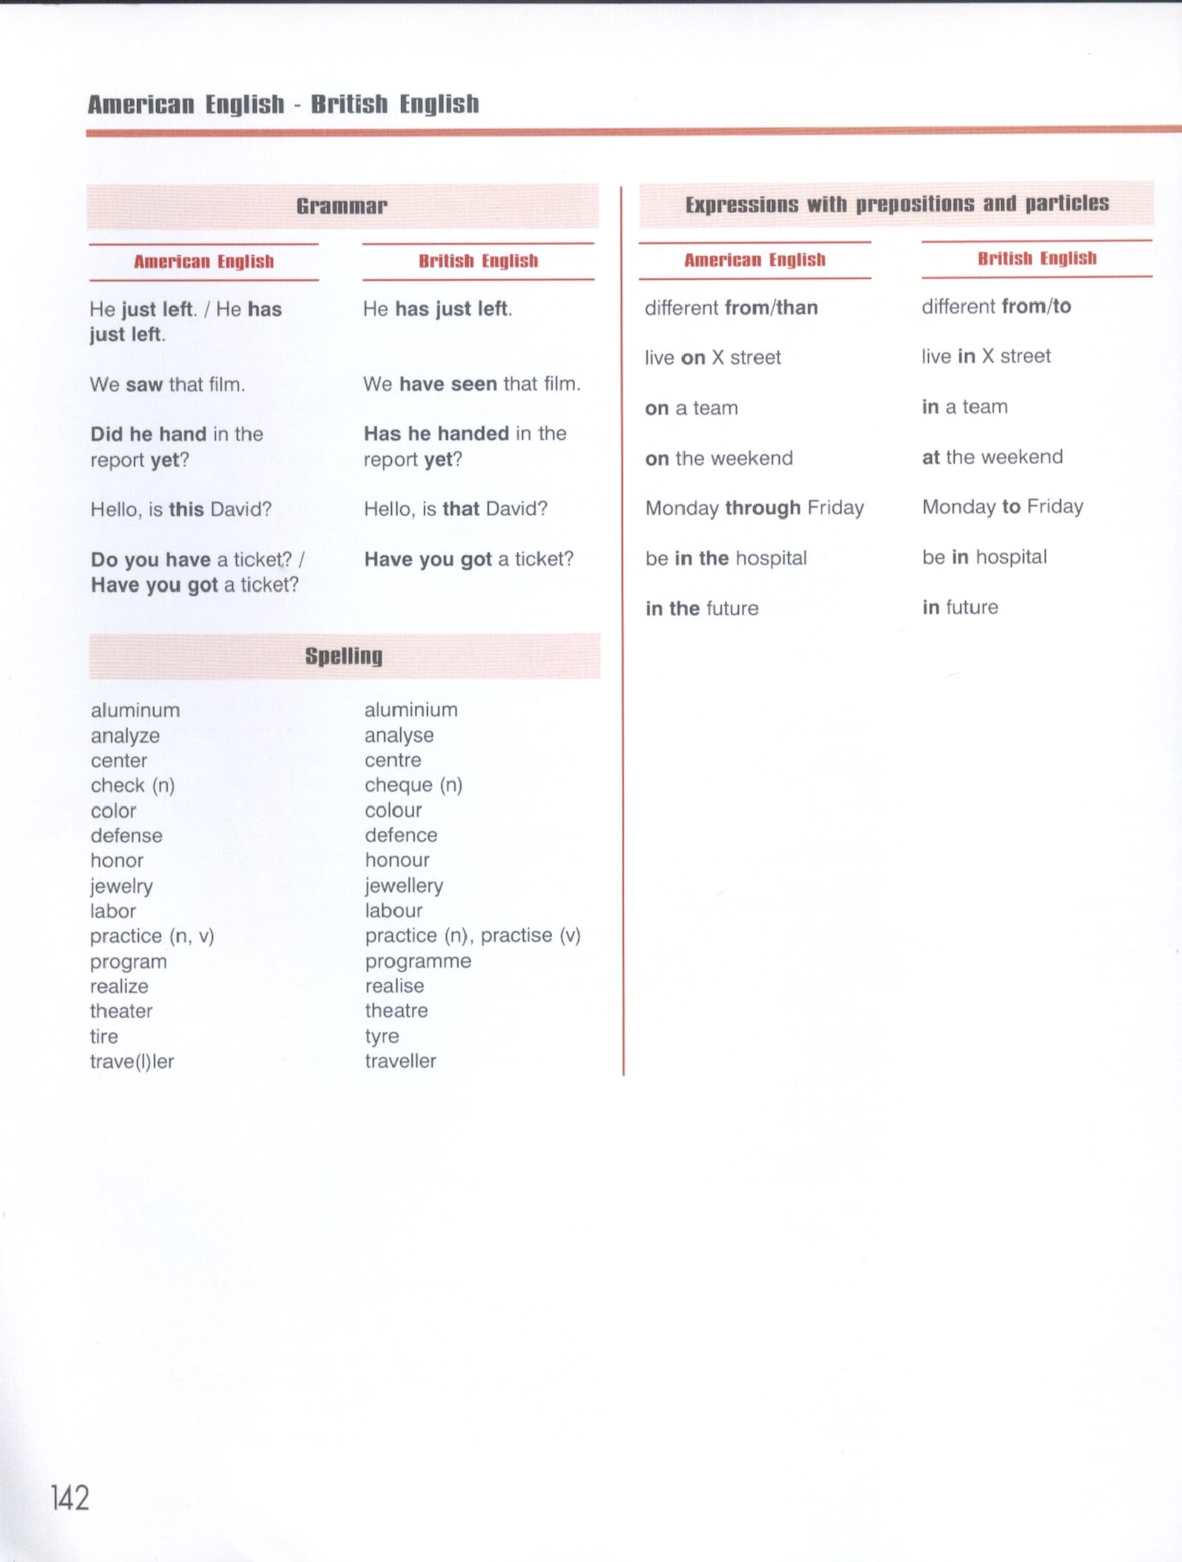 American English - British English
Grammar
American English British English
He just left. / He has He has just left.
just left.
We saw that film. We have seen that film.
Did he hand in the Has he handed in the
report yet? report yet?
Hello, is this David? Hello, is that David?
Do you have a ticket? / Have you got a ticket?
Have you got a ticket?
Spelling
aluminum aluminium
analyze analyse
center centre
check (n) cheque (n)
color colour
defense defence
honor honour
jewelry jewellery
labor labour
practice (n, v) practice (n), practise (v)
program programme
realize realise
theater theatre
tire tyre
trave(l)ler traveller
Expressions with prepositions and particles
American English British English
different from/than different from/to
live on X street live in X street
on a team in a team
on the weekend at the weekend
Monday through Friday Monday to Friday
be in the hospital be in hospital
in the future in future
142